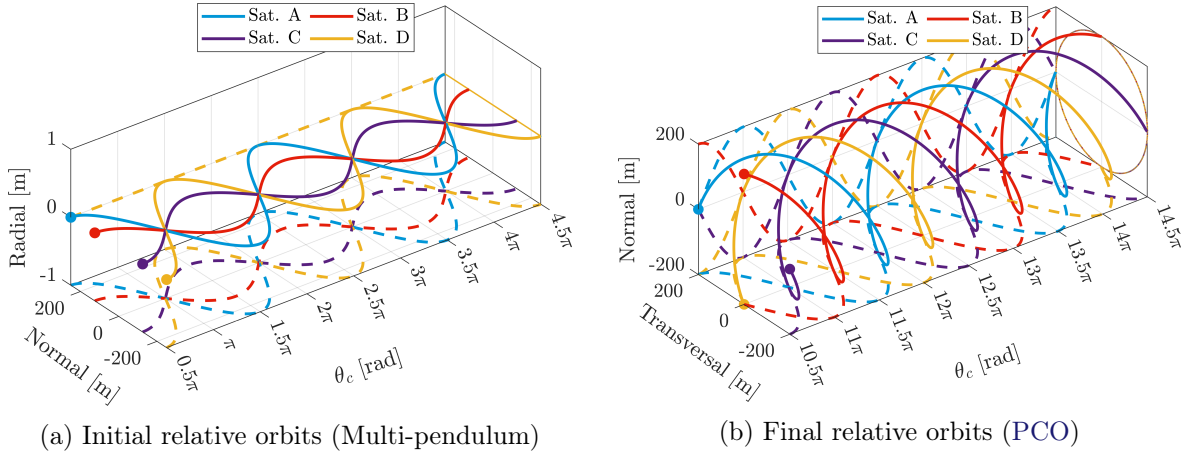 Sat. A Sat. B
Sat. C Sat. D
1
0
-1
Radial [m]
200
0
-200
Normal [m]
0.5π
π
1.5π
2π
2.5π
3π
3.5π
4π
4.5π
θc [rad]
(a) Initial relative orbits (Multi-pendulum)
Sat. A Sat. B
Sat. C Sat. D
200
0
-200
Normal [m]
200
0
-200
Transversal [m]
10.5π
11π
11.5π
12π
12.5π
13π
13.5π
14π
14.5π
θc [rad]
(b) Final relative orbits (PCO)